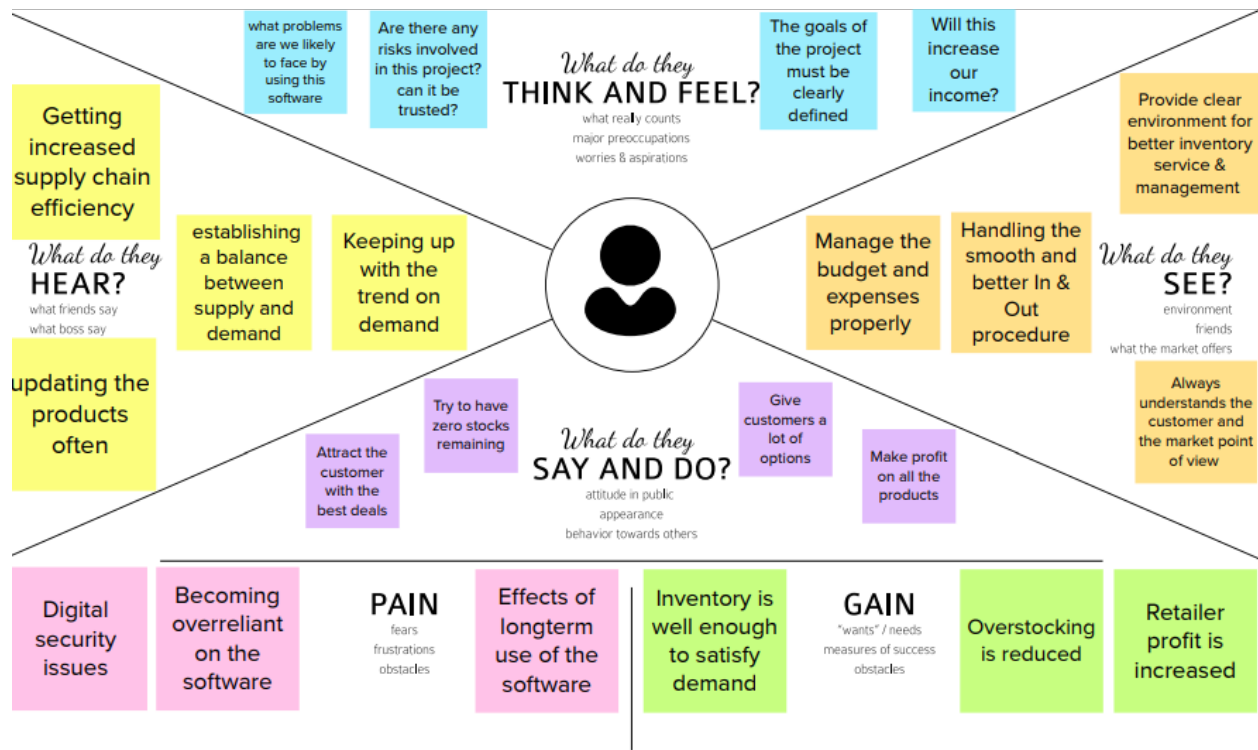 what problems
are we likely
to face by
using this
software
Are there any
risks involved
in this project?
can it be
trusted?
What do they
THINK AND FEEL?
what really counts
major preoccupations
worries & aspirations
The goals of
the project
must be
clearly
defined
Will this
increase
our
income?
Getting
increased
supply chain
efficiency
What do they
HEAR?
what friends say
what boss say
establishing
a balance
between
supply and
demand
Keeping up
with the
trend on
demand
updating the
products
often
Provide clear
environment for
better inventory
service &
management
Manage the
budget and
expenses
properly
Handling the
smooth and
better In &
Out
procedure
What do they
SEE?
environment
friends
what the market offers
Always
understands the
customer and
the market point
of view
Attract the
customer
with the
best deals
Try to have
zero stocks
remaining
What do they
SAY AND DO?
attitude in public
appearance
behavior towards others
Give
customers a
lot of
options
Make profit
on all the
products
Digital
security
issues
Becoming
overreliant
on the
software
PAIN
fears
frustrations
obstacles
Effects of
longterm
use of the
software
Inventory is
well enough
to satisfy
demand
GAIN
"wants" / needs
measures of success
obstacles
Overstocking
is reduced
Retailer
profit is
increased